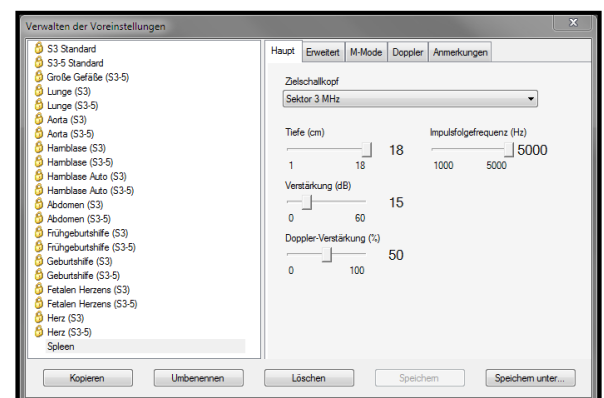 Verwalten der Voreinstellungen
x
S3 Standard
S3-5 Standard
Große Gefäße (S3-5)
Lunge (S3)
Lunge (S3-5)
Aorta (S3)
Aorta (S3-5)
Harnblase (S3)
Harnblase (S3-5)
Harnblase Auto (S3)
Harnblase Auto (S3-5)
Abdomen (S3)
Abdomen (S3-5)
Frühgeburtshilfe (S3)
Frühgeburtshilfe (S3-5)
Geburtshilfe (S3)
Geburtshilfe (S3-5)
Fetalen Herzens (S3)
Fetalen Herzens (S3-5)
Herz (S3)
Herz (S3-5)
Spleen
Haupt Erweitert M-Mode Doppler Anmerkungen
Zielschallkopf
Sektor 3 MHz
Tiefe (cm) Impulsfolgefrequenz (Hz)
18 5000
1 18 1000 5000
Verstärkung (dB)
15
0 60
Doppler-Verstärkung (%)
50
0 100
Kopieren Umbenennen Löschen Speichern Speichern unter...